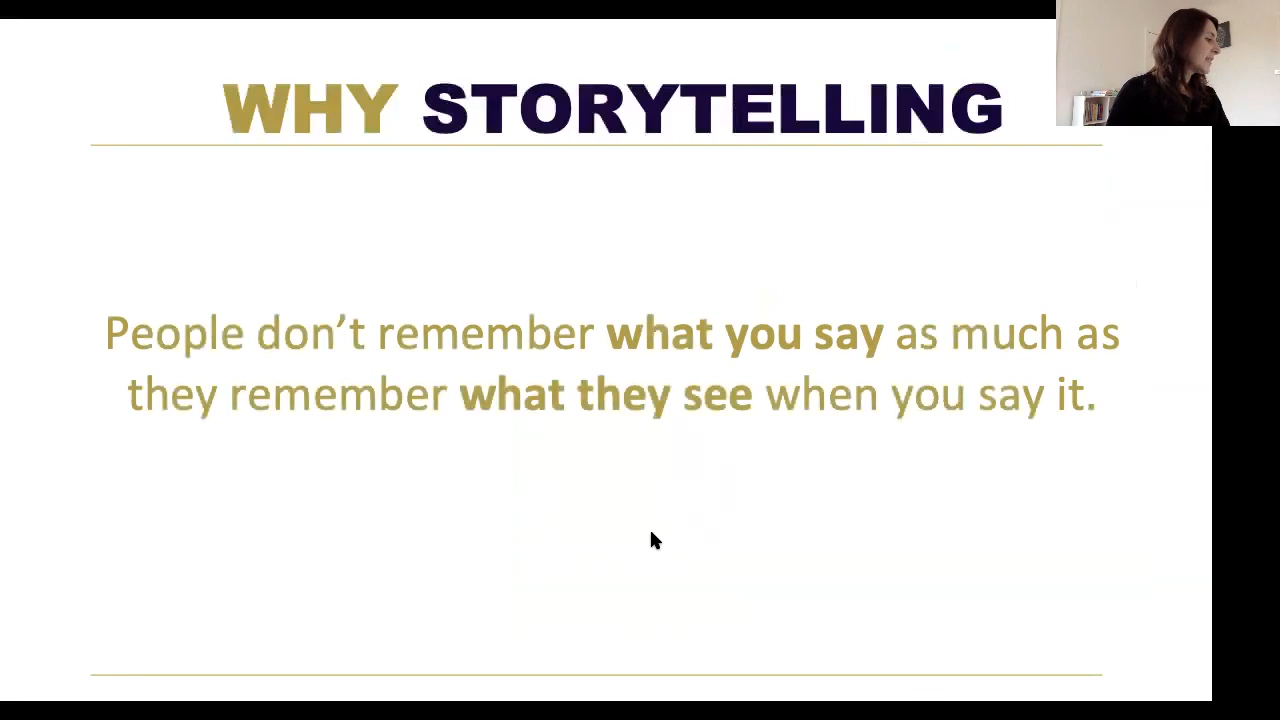 WHY STORYTELLING
People don’t remember what you say as much as
they remember what they see when you say it.